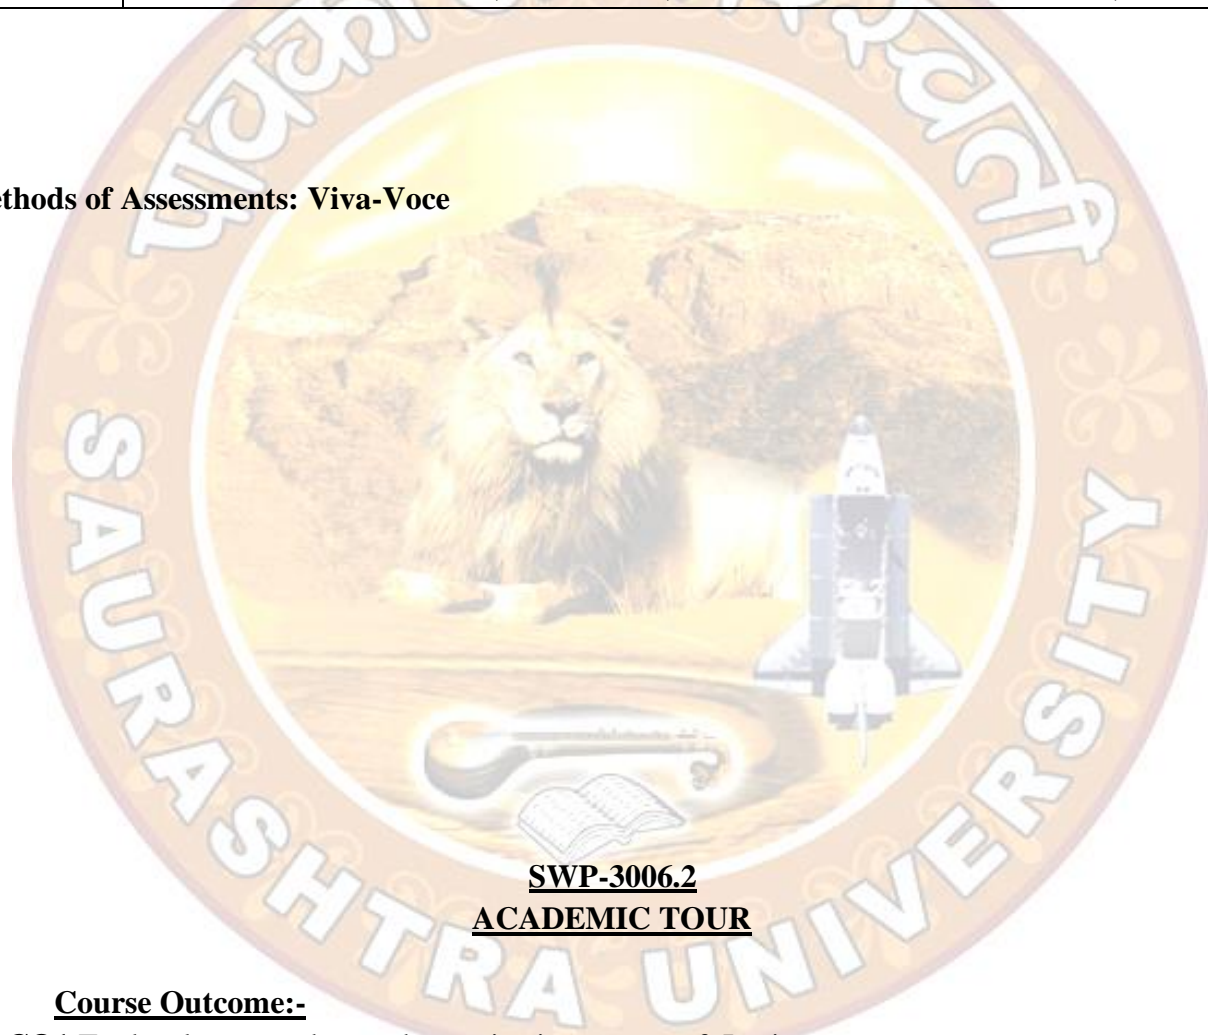 ethods of Assessments: Viva-Voce
SAURASHTRA UNIVERSITY
SWP-3006.2
ACADEMIC TOUR
Course Outcome:-